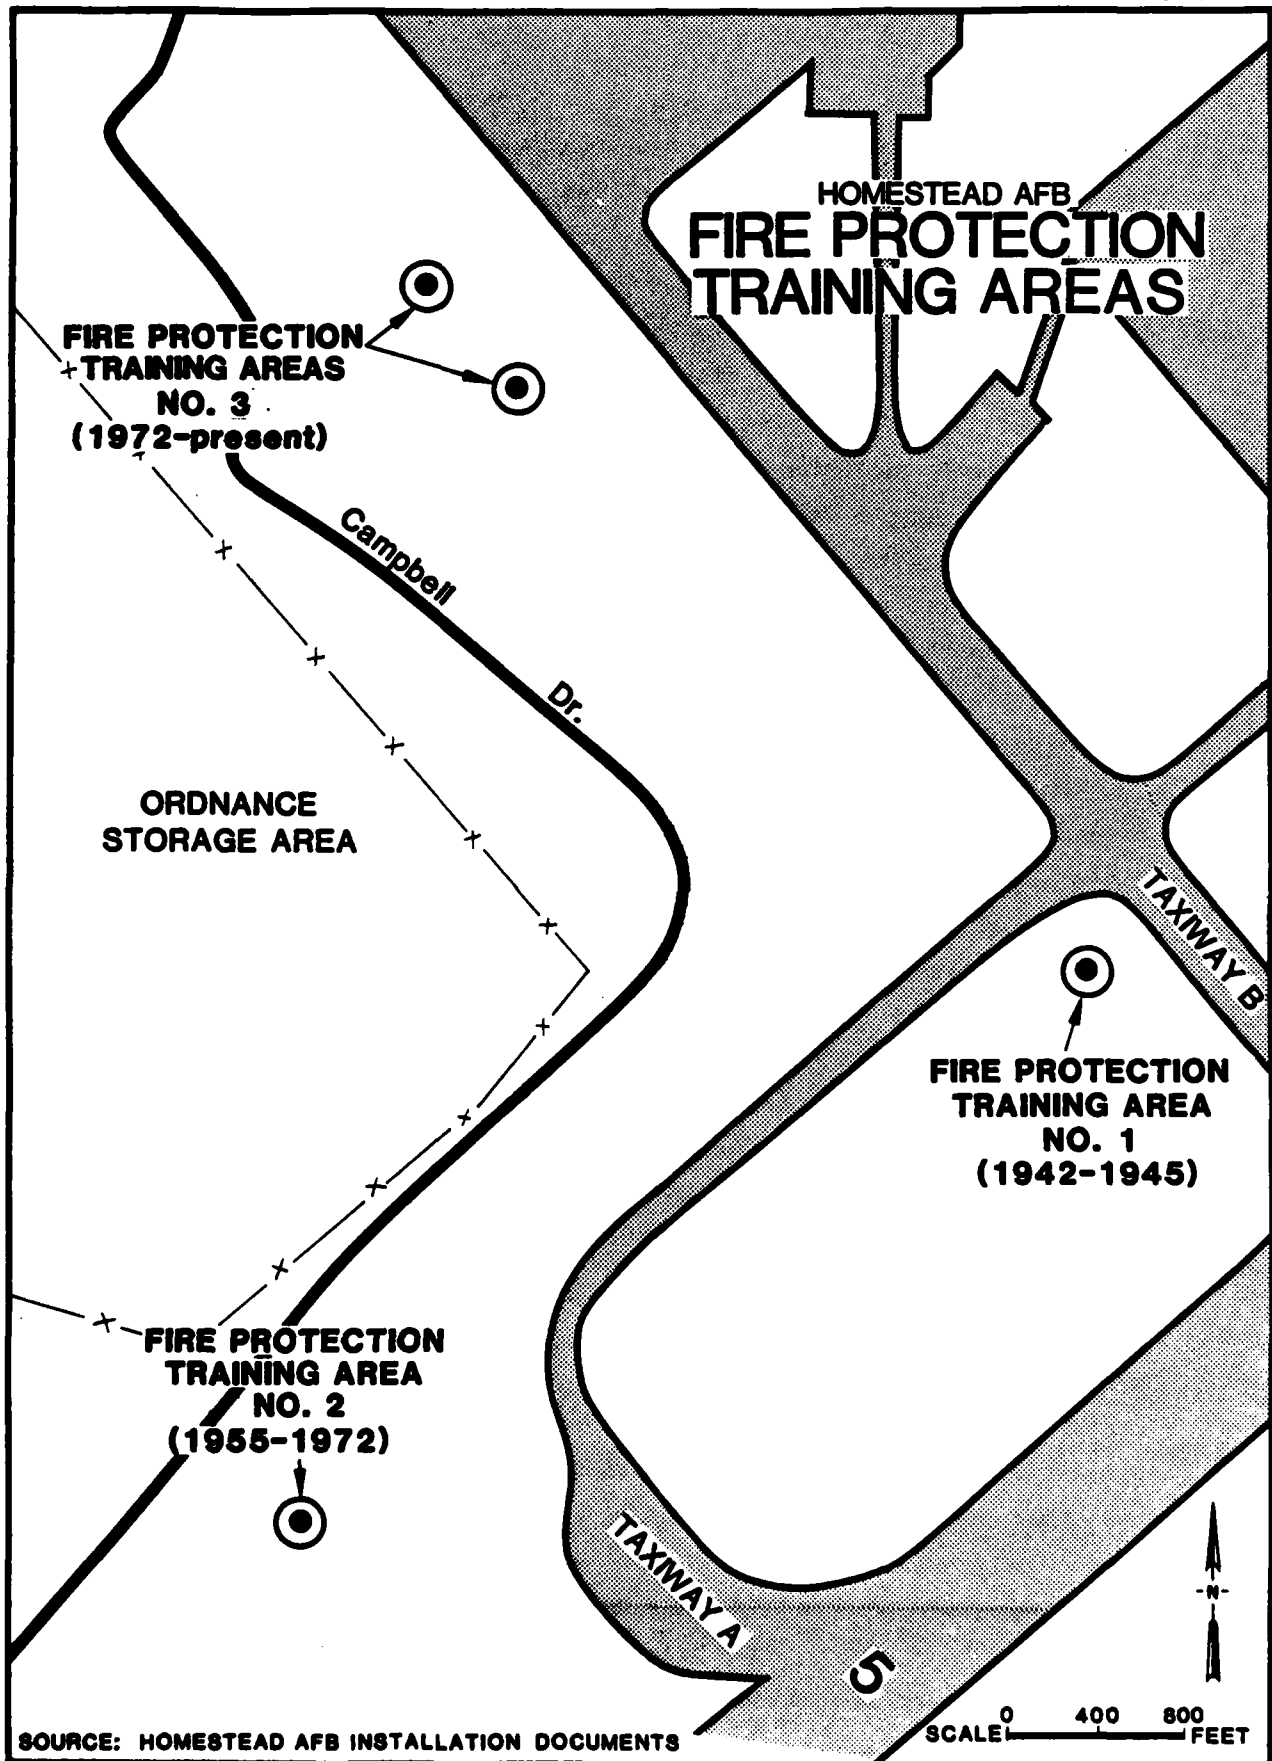 HOMESTEAD AFB
FIRE PROTECTION
TRAINING AREAS
FIRE PROTECTION
TRAINING AREAS
NO. 3
(1972-present)
Campbell
Dr.
ORDNANCE
STORAGE AREA
TAXIWAY B
FIRE PROTECTION
TRAINING AREA
NO. 1
(1942-1945)
FIRE PROTECTION
TRAINING AREA
NO. 2
(1955-1972)
TAXIWAY A
5
-N-
0 400 800
SCALE FEET
SOURCE: HOMESTEAD AFB INSTALLATION DOCUMENTS